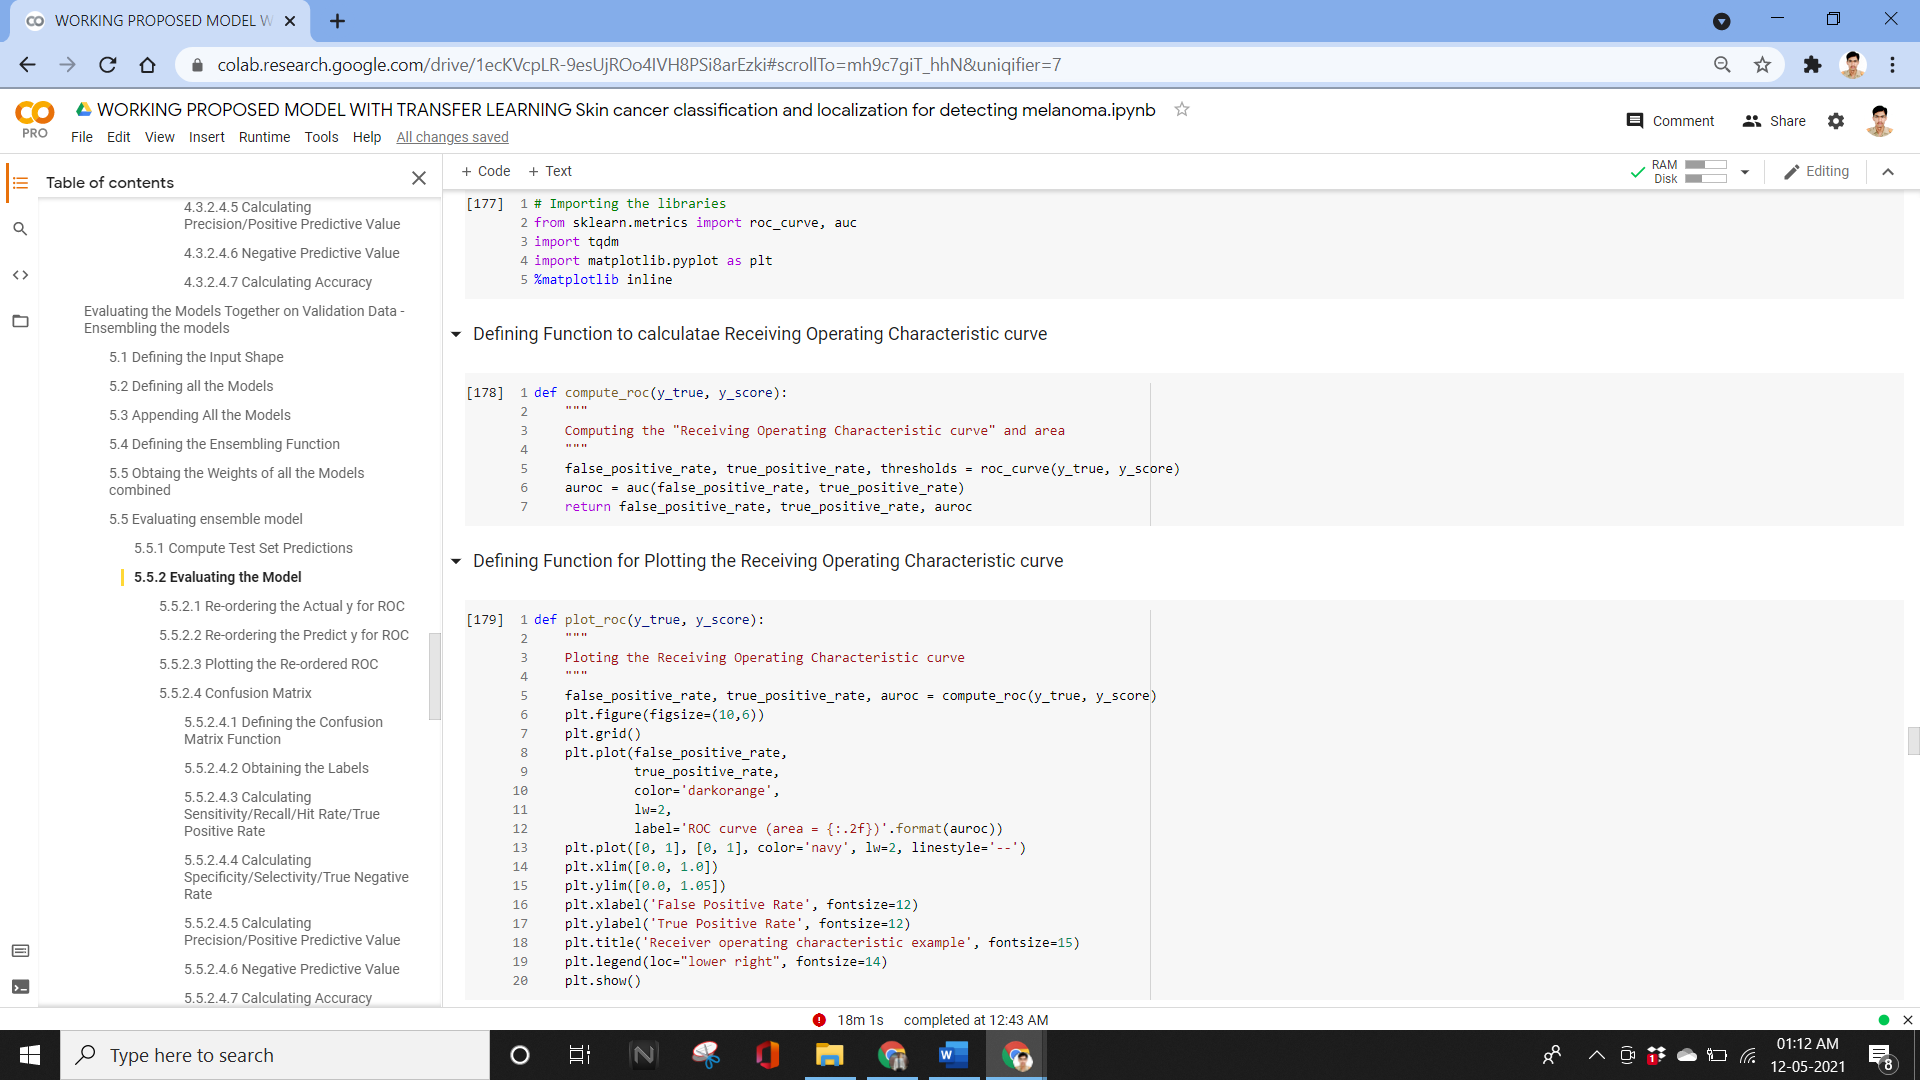 WORKING PROPOSED MODEL W
colab.research.google.com/drive/1ecKVcpLR-9esUjROo4IVH8PSi8arEzki#scrollTo=mh9c7giT_hhN&uniqifier=7
WORKING PROPOSED MODEL WITH TRANSFER LEARNING Skin cancer classification and localization for detecting melanoma.ipynb
PRO
File Edit View Insert Runtime Tools Help All changes saved
Comment Share
Table of contents
4.3.2.4.5 Calculating
Precision/Positive Predictive Value
4.3.2.4.6 Negative Predictive Value
4.3.2.4.7 Calculating Accuracy
Evaluating the Models Together on Validation Data -
Ensembling the models
5.1 Defining the Input Shape
5.2 Defining all the Models
5.3 Appending All the Models
5.4 Defining the Ensembling Function
5.5 Obtaing the Weights of all the Models
combined
5.5 Evaluating ensemble model
5.5.1 Compute Test Set Predictions
5.5.2 Evaluating the Model
5.5.2.1 Re-ordering the Actual y for ROC
5.5.2.2 Re-ordering the Predict y for ROC
5.5.2.3 Plotting the Re-ordered ROC
5.5.2.4 Confusion Matrix
5.5.2.4.1 Defining the Confusion
Matrix Function
5.5.2.4.2 Obtaining the Labels
5.5.2.4.3 Calculating
Sensitivity/Recall/Hit Rate/True
Positive Rate
5.5.2.4.4 Calculating
Specificity/Selectivity/True Negative
Rate
5.5.2.4.5 Calculating
Precision/Positive Predictive Value
5.5.2.4.6 Negative Predictive Value
5.5.2.4.7 Calculating Accuracy
+ Code + Text
RAM
Disk
Editing
[177] 1 # Importing the libraries
2 from sklearn.metrics import roc_curve, auc
3 import tqdm
4 import matplotlib.pyplot as plt
5 %matplotlib inline
Defining Function to calculatae Receiving Operating Characteristic curve
[178] 1 def compute_roc(y_true, y_score):
2 """
3 Computing the "Receiving Operating Characteristic curve" and area
4 """
5 false_positive_rate, true_positive_rate, thresholds = roc_curve(y_true, y_score)
6 auroc = auc(false_positive_rate, true_positive_rate)
7 return false_positive_rate, true_positive_rate, auroc
Defining Function for Plotting the Receiving Operating Characteristic curve
[179] 1 def plot_roc(y_true, y_score):
2 """
3 Ploting the Receiving Operating Characteristic curve
4 """
5 false_positive_rate, true_positive_rate, auroc = compute_roc(y_true, y_score)
6 plt.figure(figsize=(10,6))
7 plt.grid()
8 plt.plot(false_positive_rate,
9 true_positive_rate,
10 color='darkorange',
11 lw=2,
12 label='ROC curve (area = {:.2f})'.format(auroc))
13 plt.plot([0, 1], [0, 1], color='navy', lw=2, linestyle='--')
14 plt.xlim([0.0, 1.0])
15 plt.ylim([0.0, 1.05])
16 plt.xlabel('False Positive Rate', fontsize=12)
17 plt.ylabel('True Positive Rate', fontsize=12)
18 plt.title('Receiver operating characteristic example', fontsize=15)
19 plt.legend(loc="lower right", fontsize=14)
20 plt.show()
18m 1s completed at 12:43 AM
Type here to search
01:12 AM
12-05-2021
8